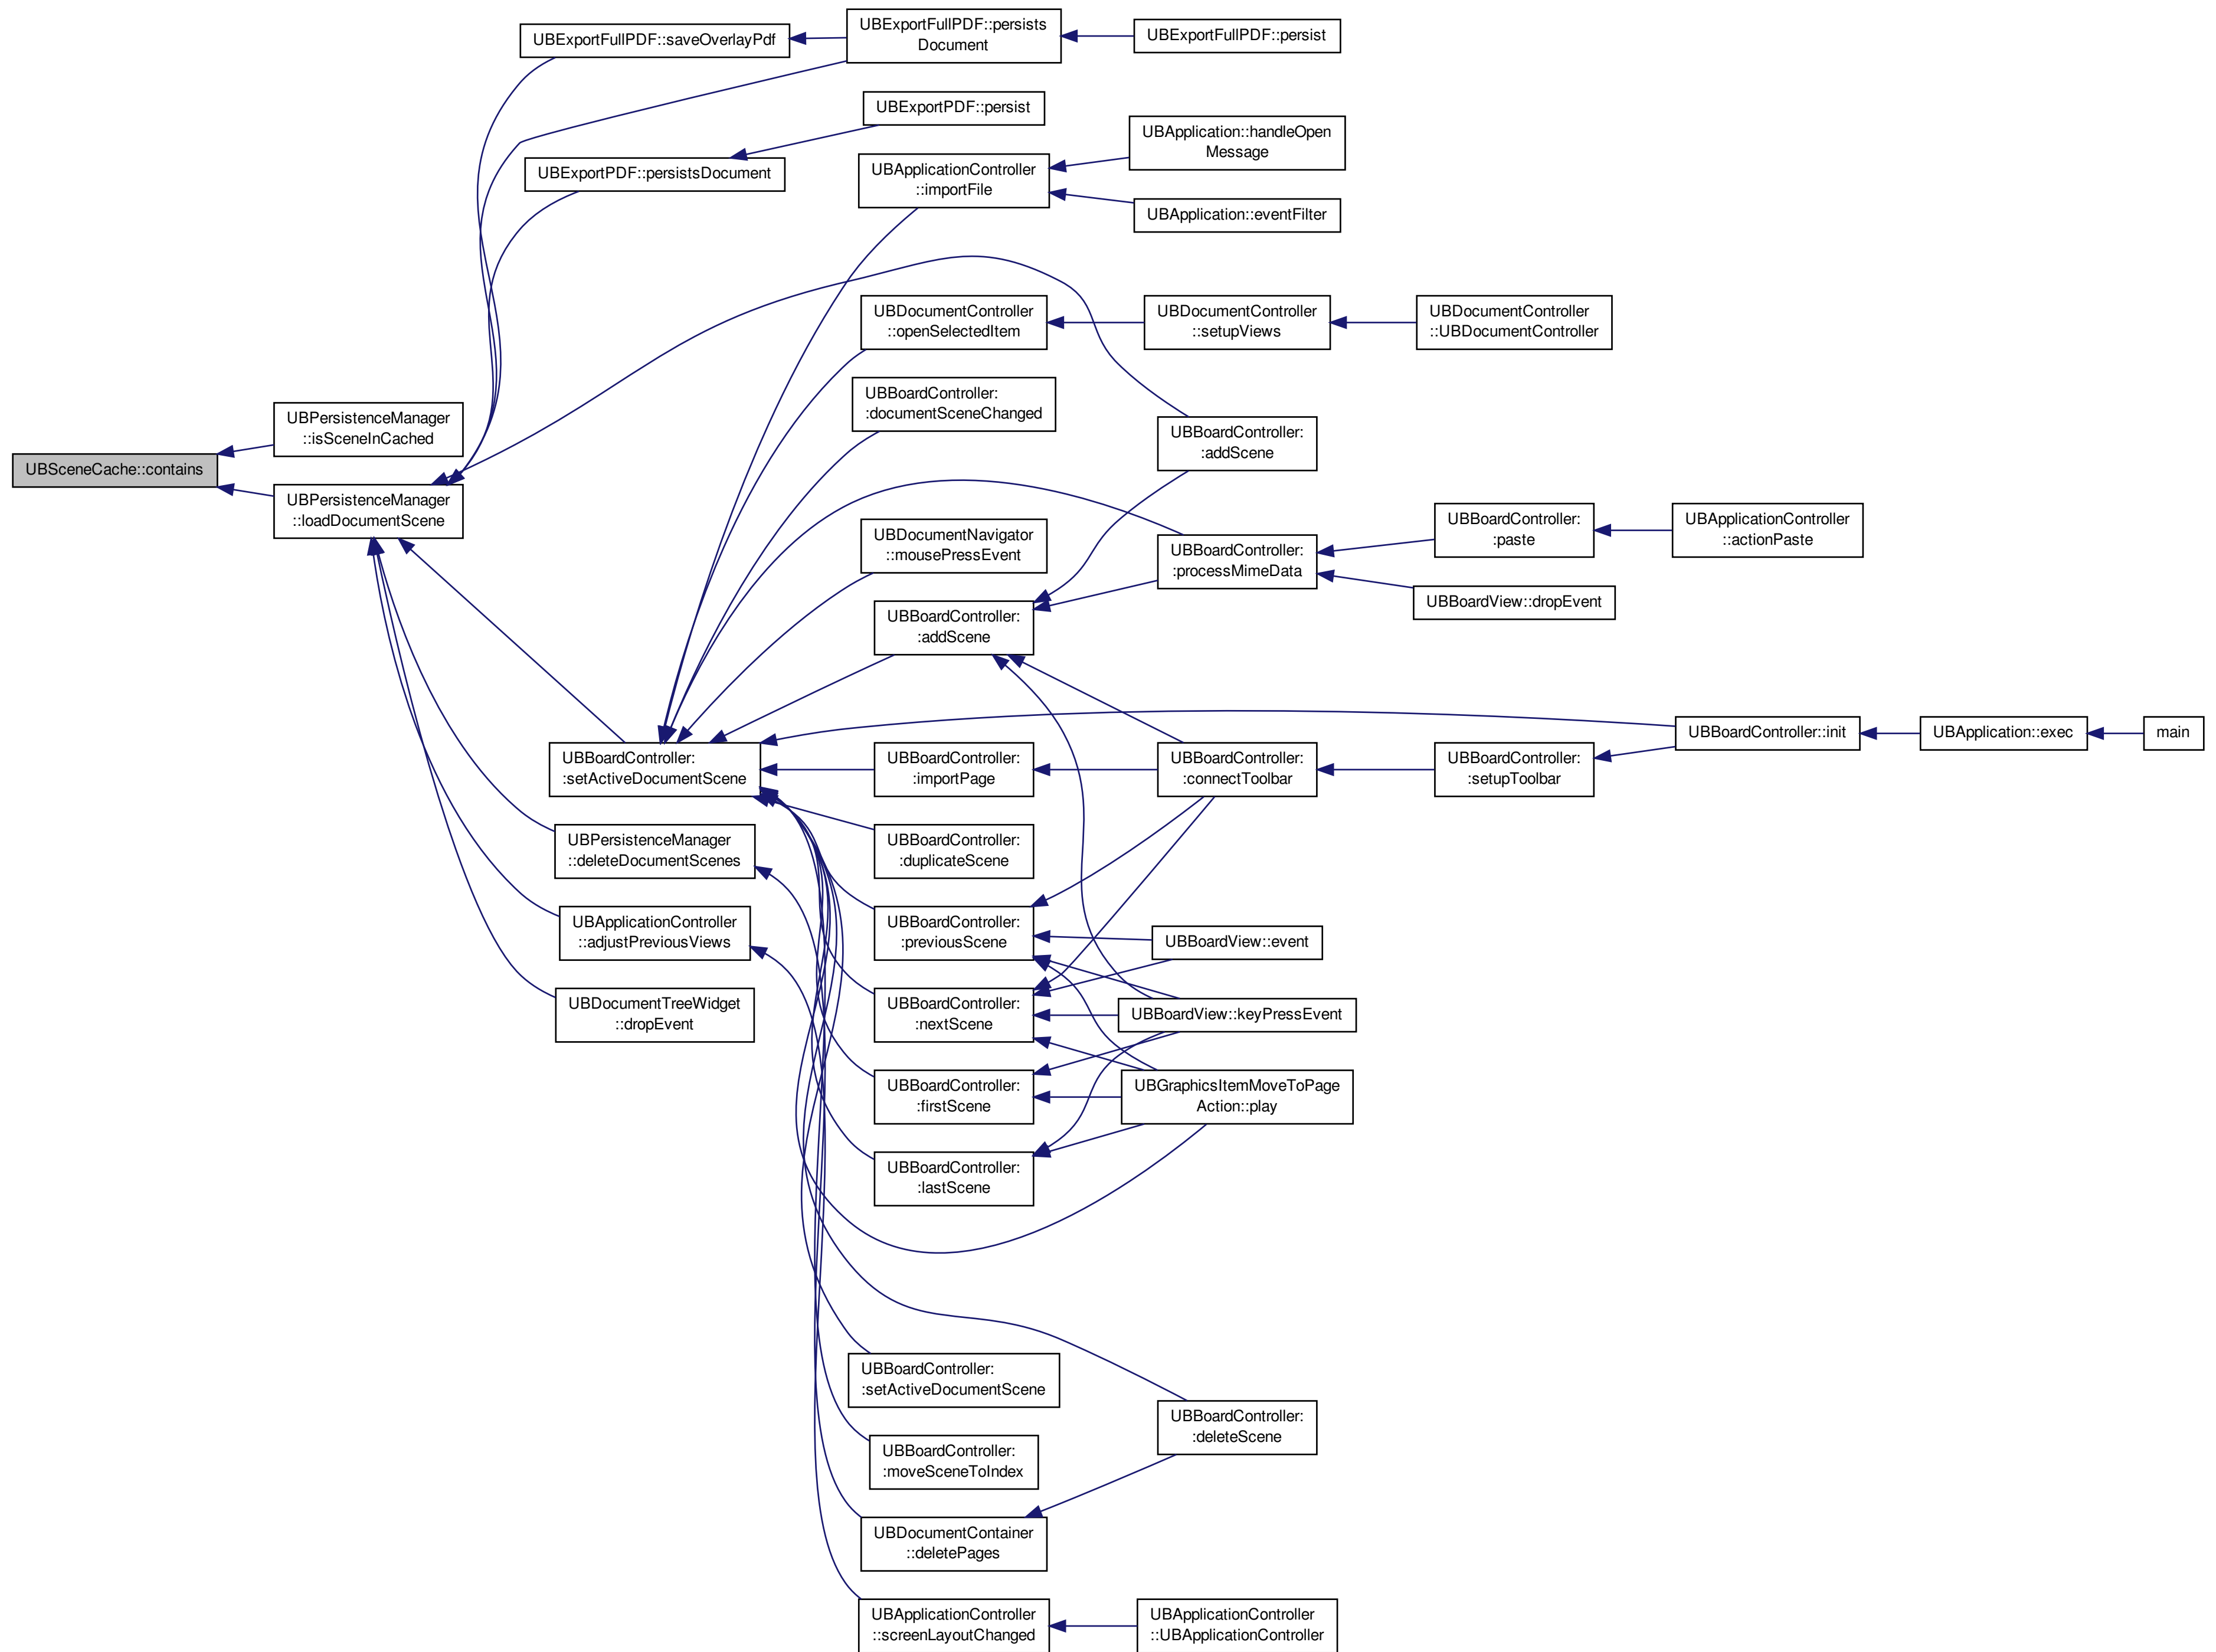 UBExportFullPDF::saveOverlayPdf
UBExportFullPDF::persists
Document
UBExportFullPDF::persist
UBExportPDF::persist
UBExportPDF::persistsDocument
UBApplicationController
::importFile
UBApplication::handleOpen
Message
UBApplication::eventFilter
UBDocumentController
::openSelectedItem
UBDocumentController
::setupViews
UBDocumentController
::UBDocumentController
UBBoardController:
:documentSceneChanged
UBPersistenceManager
::isSceneInCached
UBBoardController:
:addScene
UBSceneCache::contains
UBPersistenceManager
::loadDocumentScene
UBDocumentNavigator
::mousePressEvent
UBBoardController:
:processMimeData
UBBoardController:
:paste
UBApplicationController
::actionPaste
UBBoardView::dropEvent
UBBoardController:
:addScene
UBBoardController:
:setActiveDocumentScene
UBBoardController:
:importPage
UBBoardController:
:connectToolbar
UBBoardController:
:setupToolbar
UBBoardController::init
UBApplication::exec
main
UBPersistenceManager
::deleteDocumentScenes
UBBoardController:
:duplicateScene
UBApplicationController
::adjustPreviousViews
UBBoardController:
:previousScene
UBBoardView::event
UBDocumentTreeWidget
::dropEvent
UBBoardController:
:nextScene
UBBoardView::keyPressEvent
UBBoardController:
:firstScene
UBGraphicsItemMoveToPage
Action::play
UBBoardController:
:lastScene
UBBoardController:
:setActiveDocumentScene
UBBoardController:
:deleteScene
UBBoardController:
:moveSceneToIndex
UBDocumentContainer
::deletePages
UBApplicationController
::screenLayoutChanged
UBApplicationController
::UBApplicationController